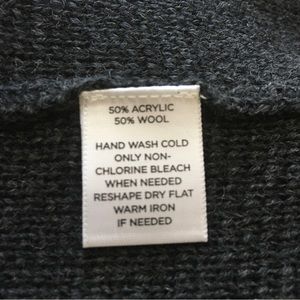 50% ACRYLIC
50% WOOL
HAND WASH COLD
ONLY NON-
CHLORINE BLEACH
WHEN NEEDED
RESHAPE DRY FLAT
WARM IRON
IF NEEDED